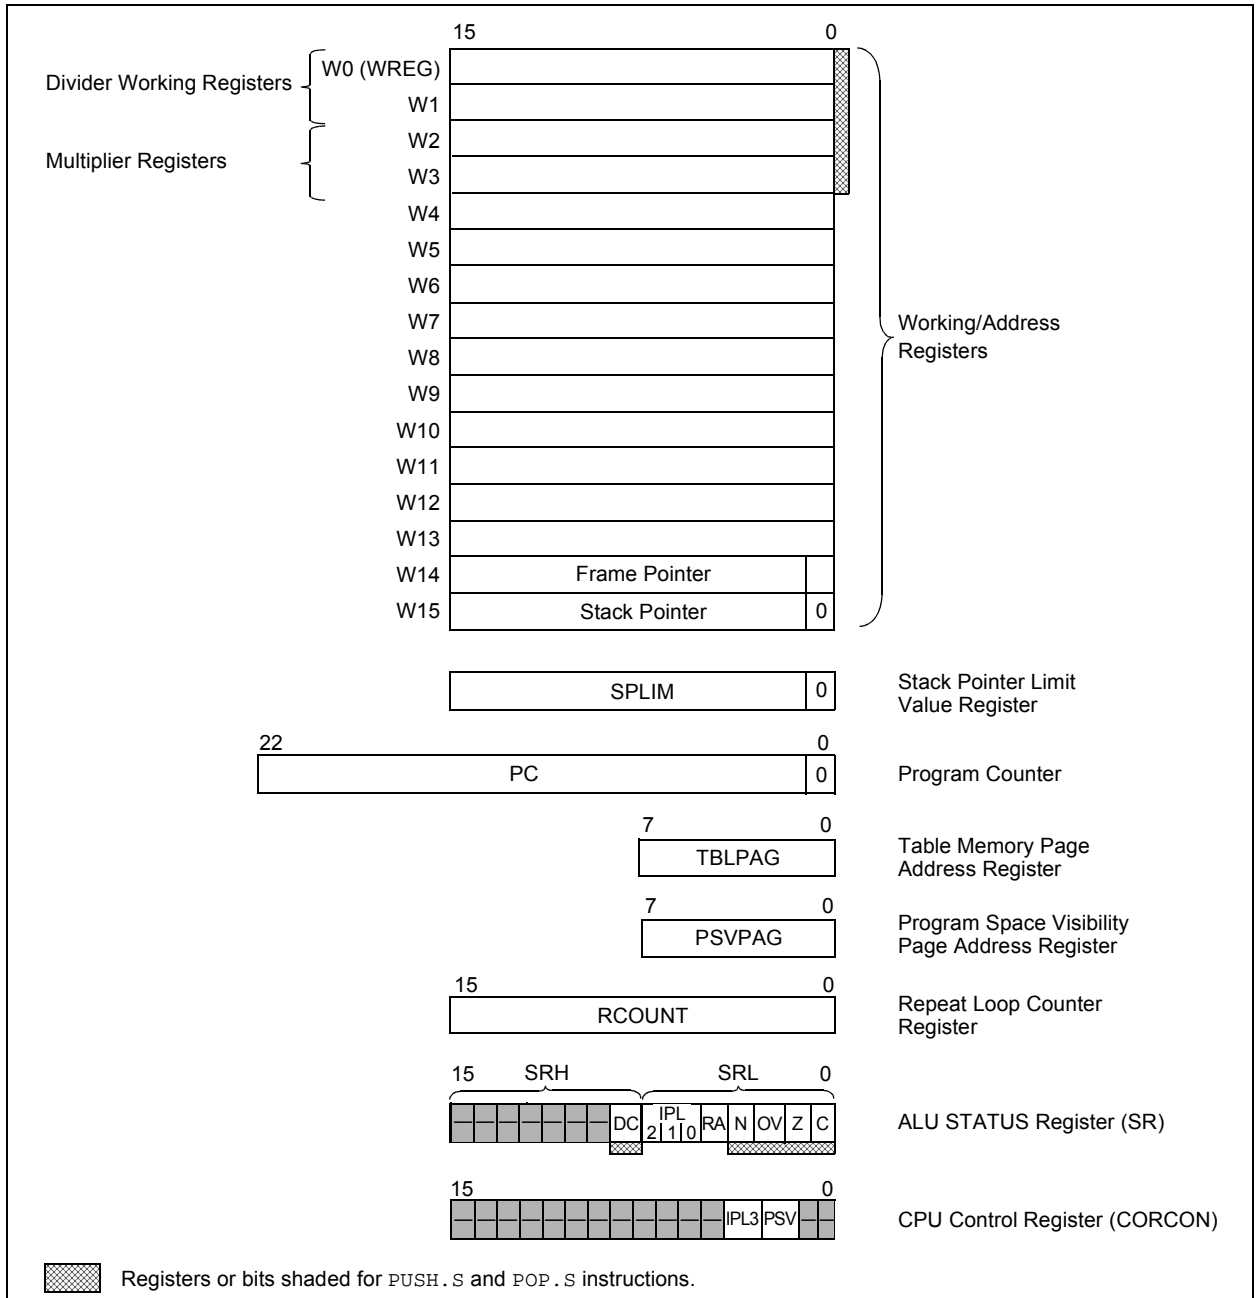 15 0
Divider Working Registers
W0 (WREG)
W1
Multiplier Registers
W2
W3
W4
W5
W6
W7
W8
W9
W10
W11
W12
W13
W14 Frame Pointer
W15 Stack Pointer 0
Working/Address
Registers
SPLIM 0
Stack Pointer Limit
Value Register
22 0
PC 0 Program Counter
7 0
TBLPAG
Table Memory Page
Address Register
7 0
PSVPAG
Program Space Visibility
Page Address Register
15 0
RCOUNT
Repeat Loop Counter
Register
15 SRH SRL 0
— — — — — — — DC IPL 2 1 0 RA N OV Z C ALU STATUS Register (SR)
15 0
— — — — — — — — — — — — IPL3 PSV — — CPU Control Register (CORCON)
Registers or bits shaded for PUSH.S and POP.S instructions.